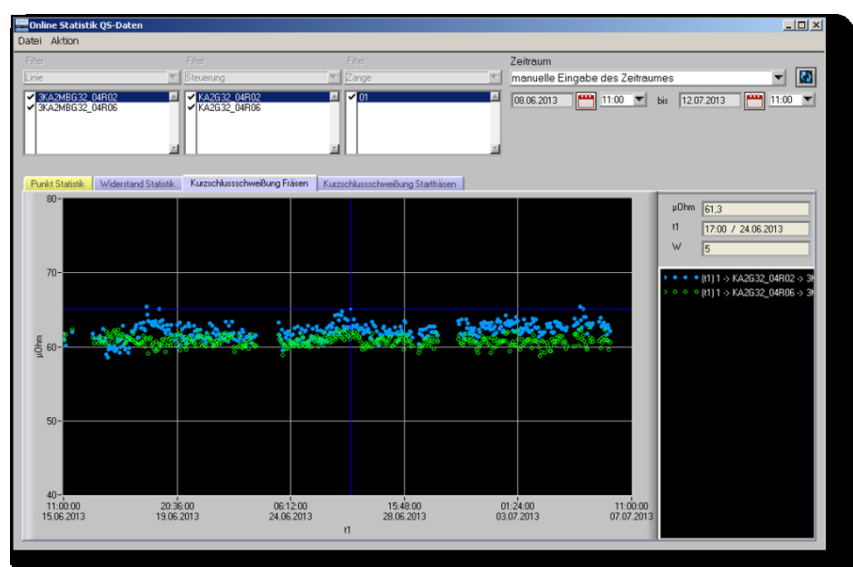 Online Statistik QS-Daten
Datei Aktion
Filter Filter Filter Zeitraum
Linie Steuerung Zange manuelle Eingabe des Zeitraumes
3KA2MBG32_04R02 KA2G32_04R02 01 08.06.2013 11:00 bis 12.07.2013 11:00
3KA2MBG32_04R06 KA2G32_04R06
Punkt Statistik Widerstand Statistik Kurzschlussschweißung Fräsen Kurzschlussschweißung Startfräsen
µOhm 61,3
t1 17:00 / 24.06.2013
W 5
(t1) 1 -> KA2G32_04R02 -> 3
(t1) 1 -> KA2G32_04R06 -> 3
80
70
60
50
40
µOhm
11:00:00 20:36:00 06:12:00 15:48:00 01:24:00 11:00:00
15.06.2013 19.06.2013 24.06.2013 28.06.2013 03.07.2013 07.07.2013
t1